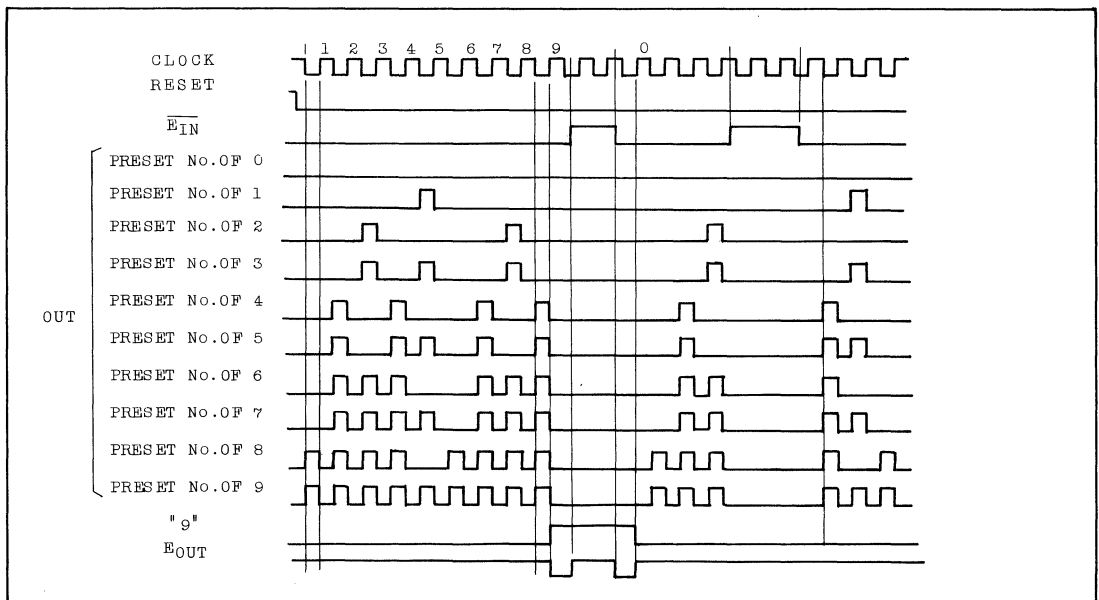 1 2 3 4 5 6 7 8 9 0
CLOCK
RESET
E̅I̅N̅
PRESET No.OF 0
PRESET No.OF 1
PRESET No.OF 2
PRESET No.OF 3
PRESET No.OF 4
OUT
PRESET No.OF 5
PRESET No.OF 6
PRESET No.OF 7
PRESET No.OF 8
PRESET No.OF 9
"9"
EOUT